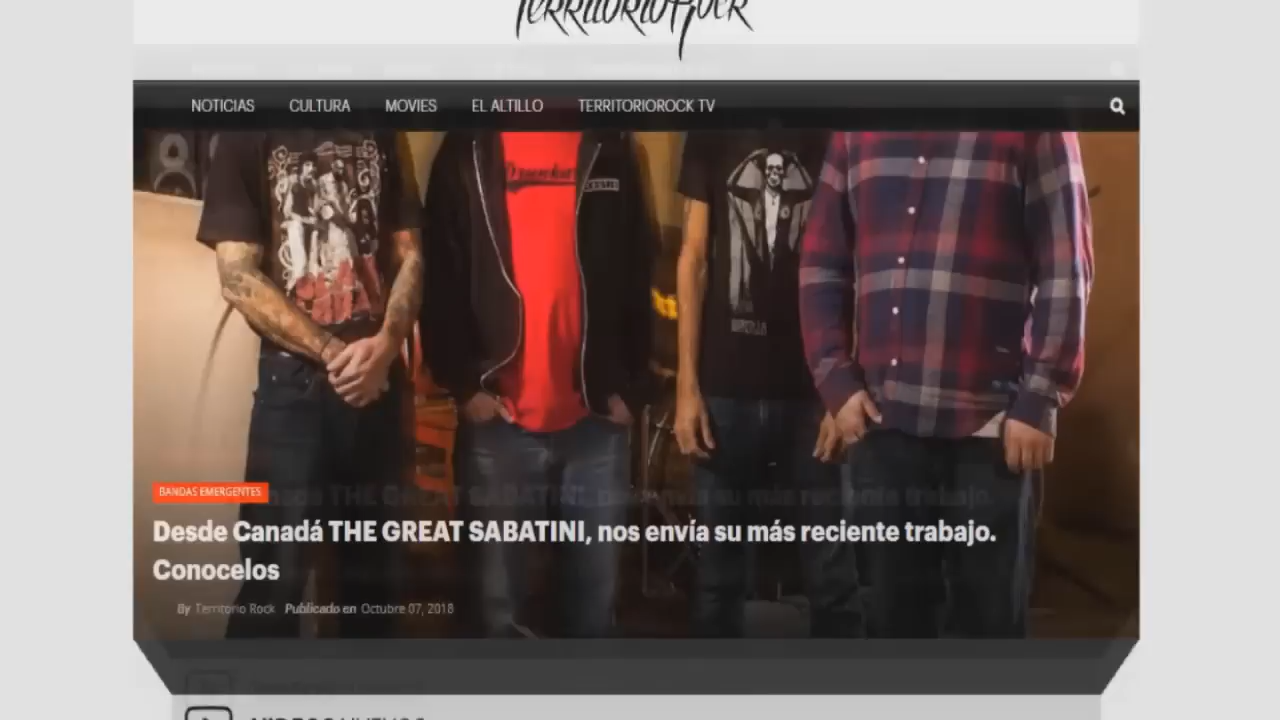 TERRITORIOROCK
NOTICIAS CULTURA MOVIES EL ALTILLO TERRITORIOROCK TV
BANDAS EMERGENTES
Desde Canadá THE GREAT SABATINI, nos envía su más reciente trabajo.
Conocelos
By Territorio Rock Publicado en Octubre 07, 2018